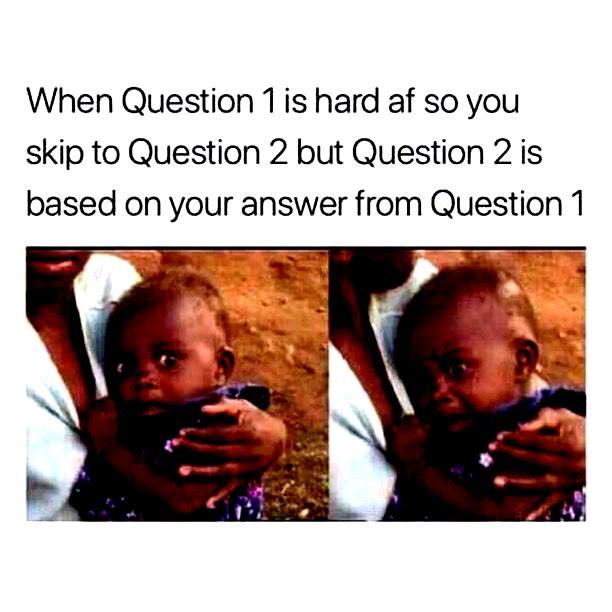 When Question 1 is hard af so you
skip to Question 2 but Question 2 is
based on your answer from Question 1